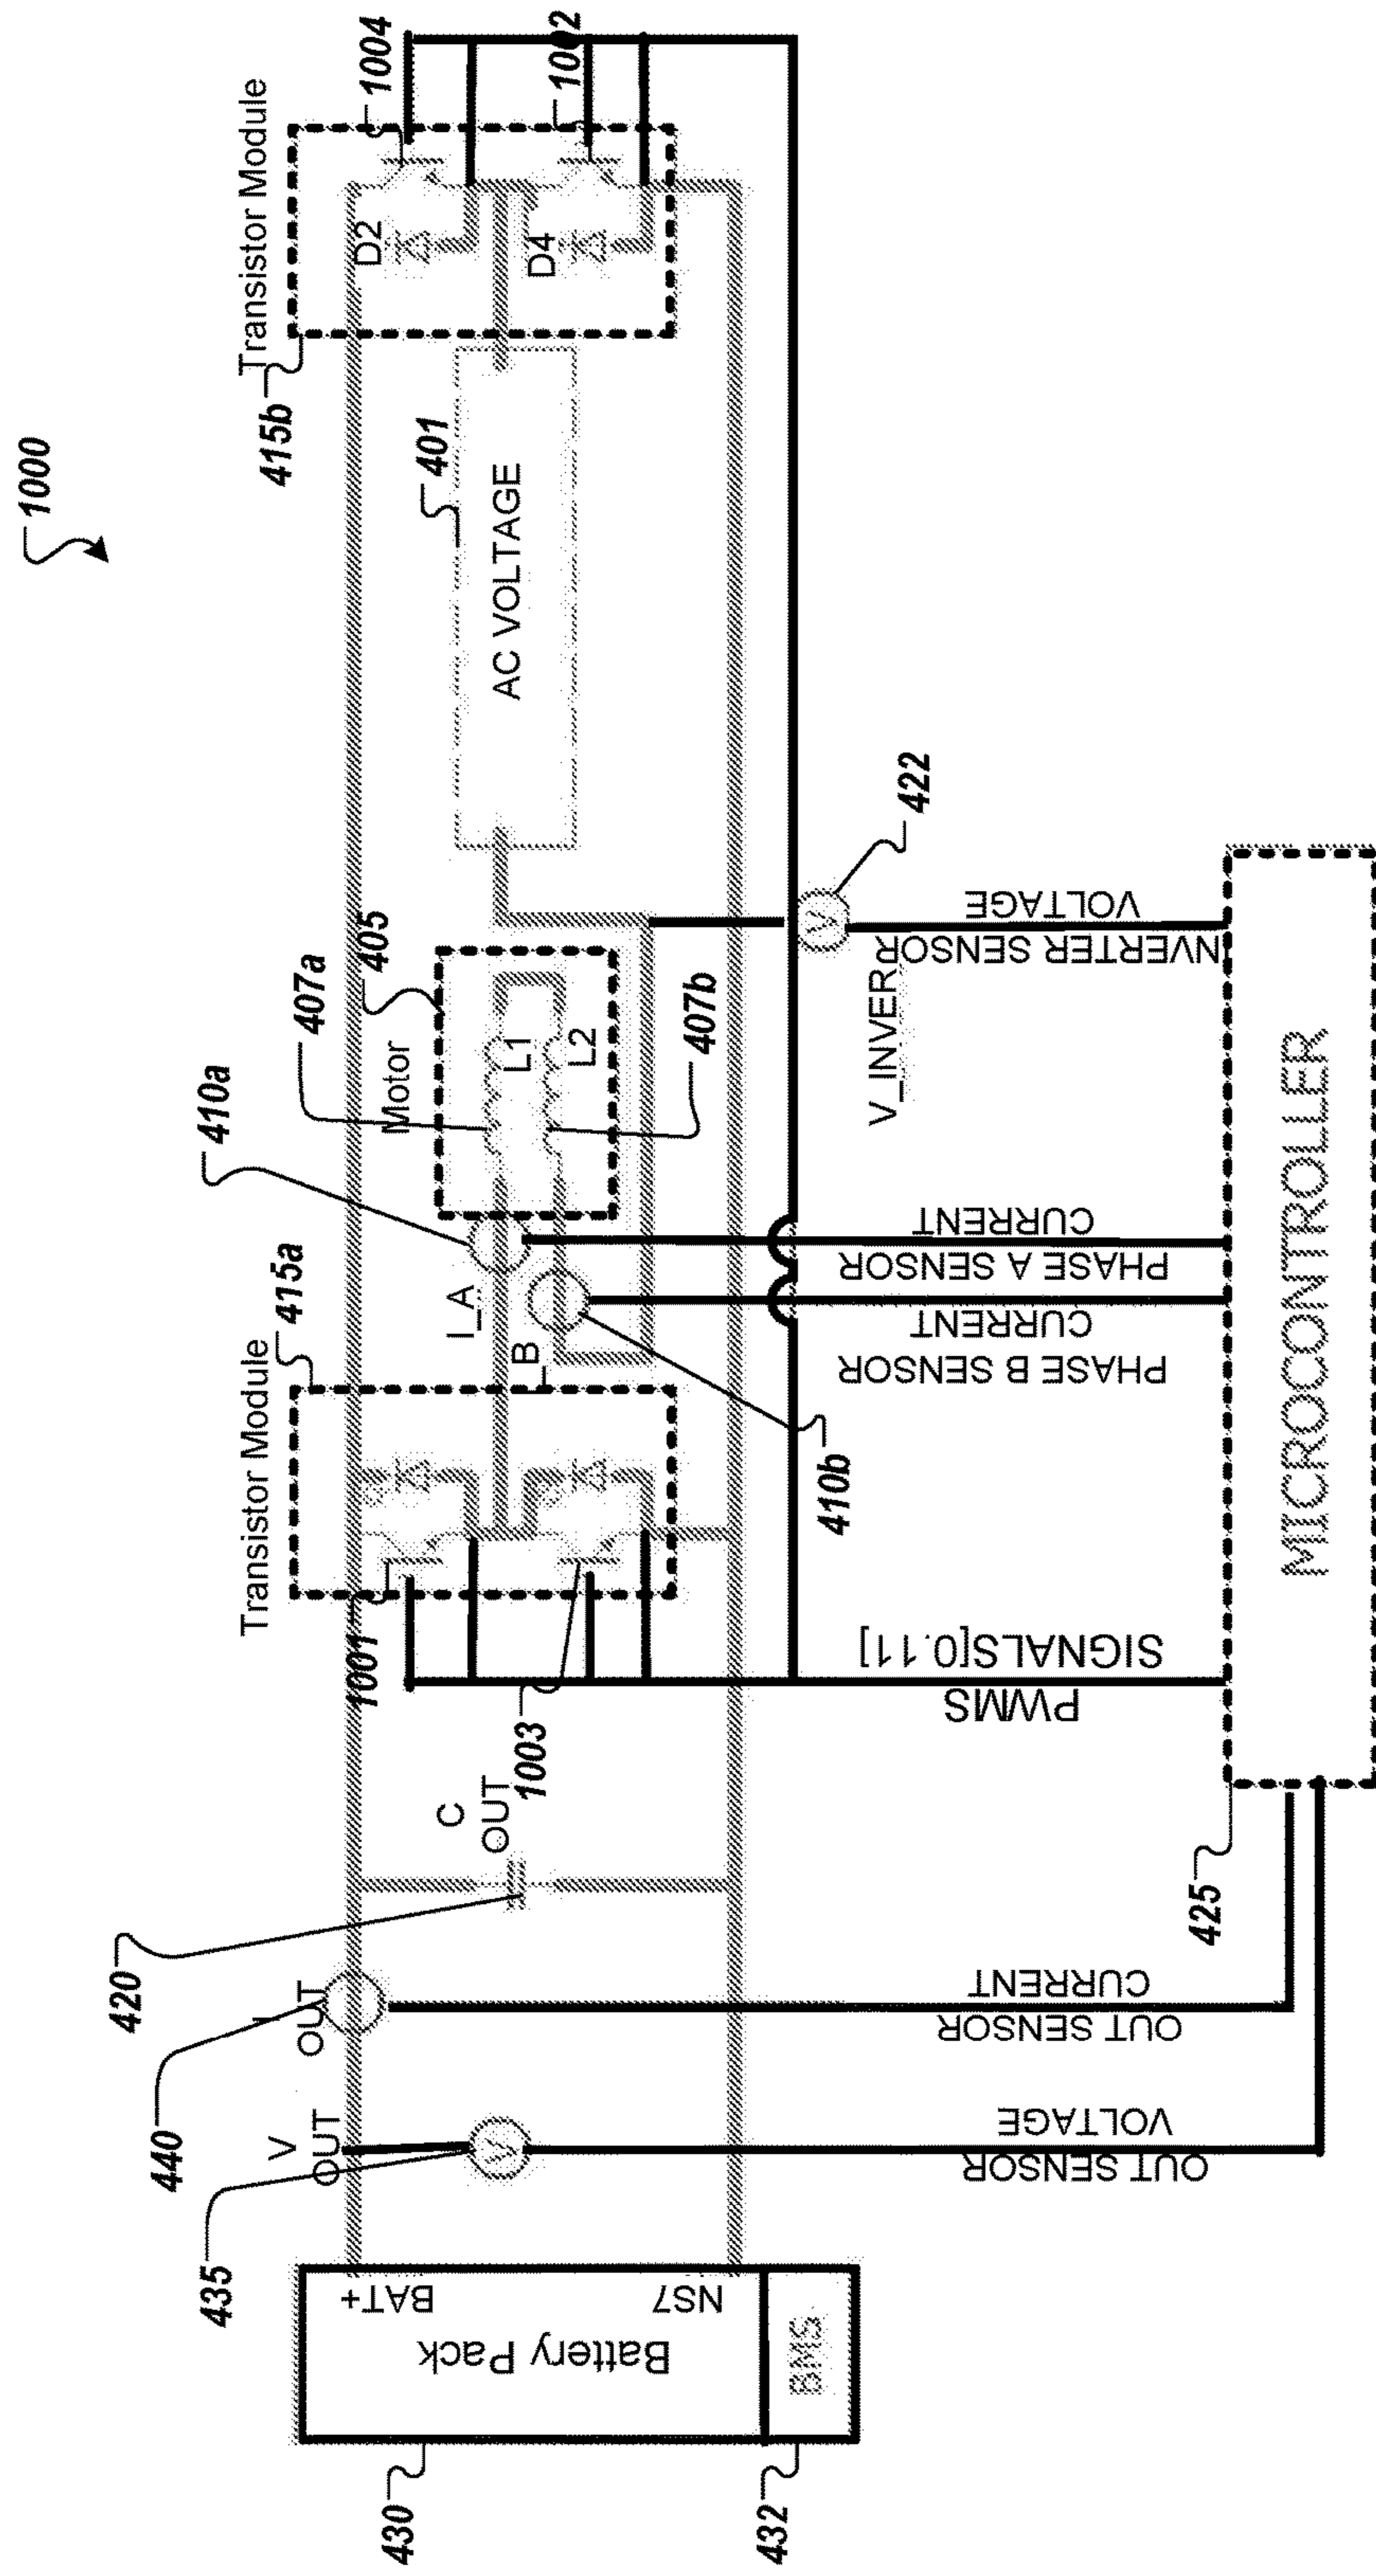 1000
Transistor Module
415b
1004
1002
D2
D4
401
AC VOLTAGE
405
Motor
407a
L1
L2
407b
410a
I_A
B
410b
Transistor Module
415a
1001
1003
422
V
V_INVER
VOLTAGE
NVERTER SENSOR
CURRENT
PHASE A SENSOR
CURRENT
PHASE B SENSOR
SIGNALS[0.11]
PWMS
MICROCONTROLLER
425
C
OUT
420
I
OUT
440
CURRENT
OUT SENSOR
V
OUT
435
V
VOLTAGE
OUT SENSOR
BAT+
NS7
Battery Pack
BMS
430
432